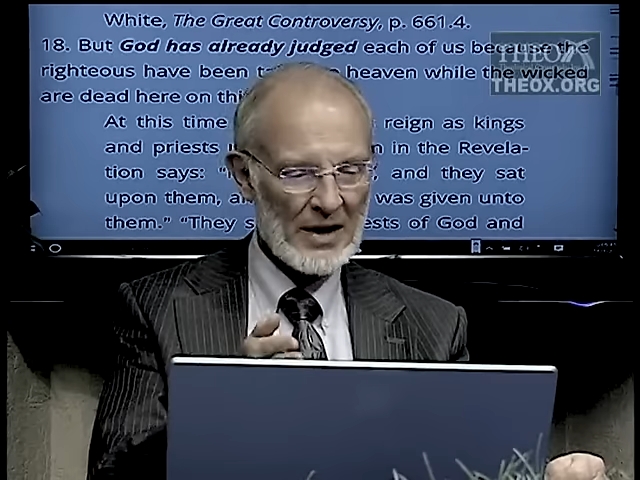 White, The Great Controversy, p. 661.4.
18. But God has already judged each of us because the
righteous have been heaven while the wicked
are dead here on
At this time reign as kings
and priests in the Revela-
tion says: and they sat
upon them, was given unto
them.” “They of God and
THEOX
THEOX.ORG